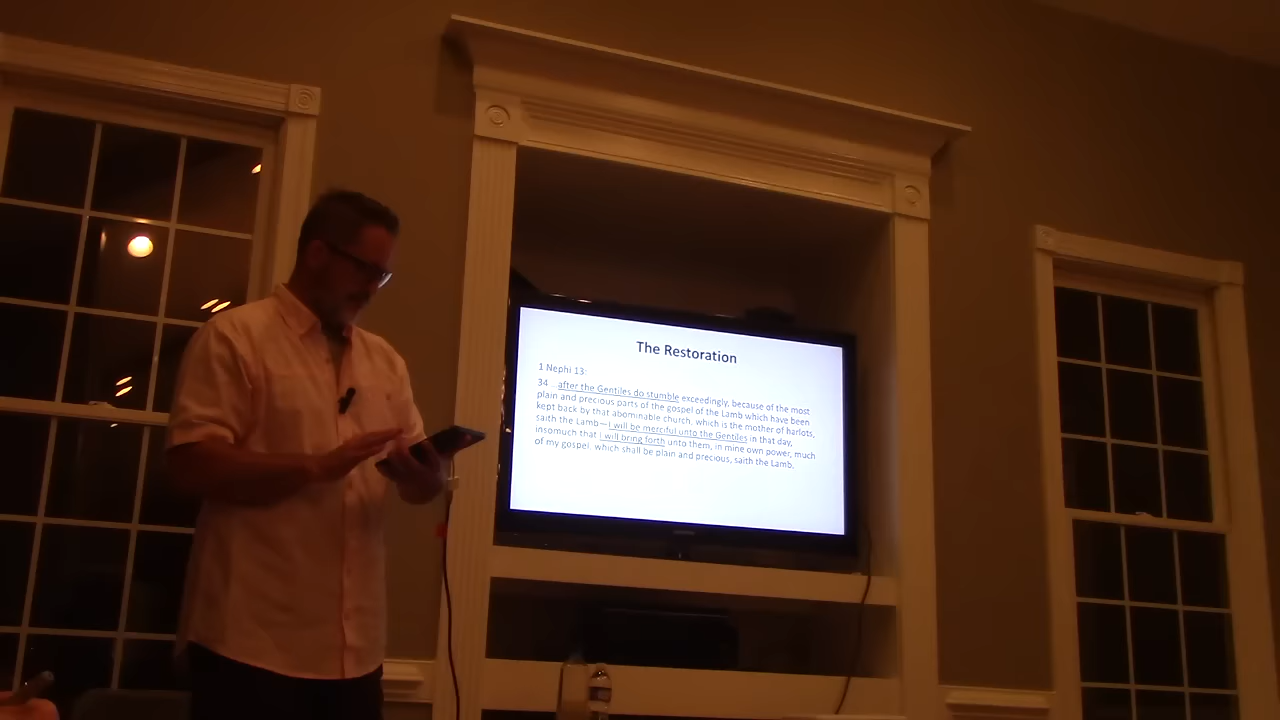 The Restoration
1 Nephi 13:
34 ...after the Gentiles do stumble exceedingly, because of the most
plain and precious parts of the gospel of the Lamb which have been
kept back by that abominable church, which is the mother of harlots,
saith the Lamb—I will be merciful unto the Gentiles in that day,
insomuch that I will bring forth unto them, in mine own power, much
of my gospel, which shall be plain and precious, saith the Lamb.